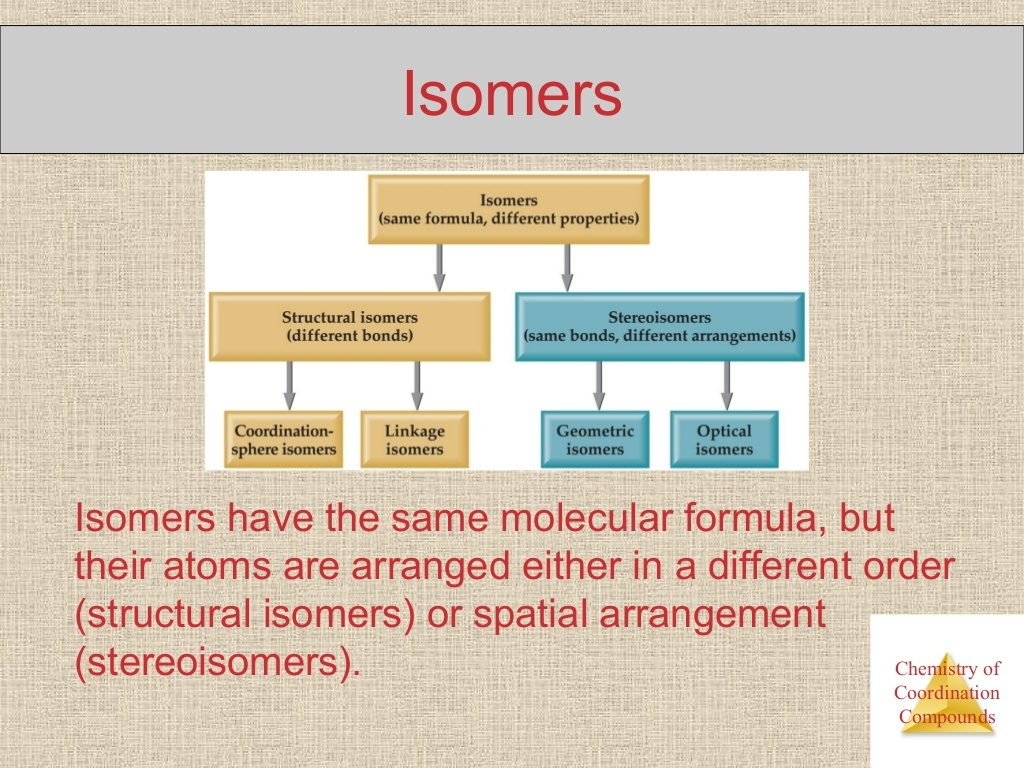 Isomers
Isomers
(same formula, different properties)
Structural isomers
(different bonds)
Stereoisomers
(same bonds, different arrangements)
Coordination-
sphere isomers
Linkage
isomers
Geometric
isomers
Optical
isomers
Isomers have the same molecular formula, but
their atoms are arranged either in a different order
(structural isomers) or spatial arrangement
(stereoisomers).
Chemistry of
Coordination
Compounds